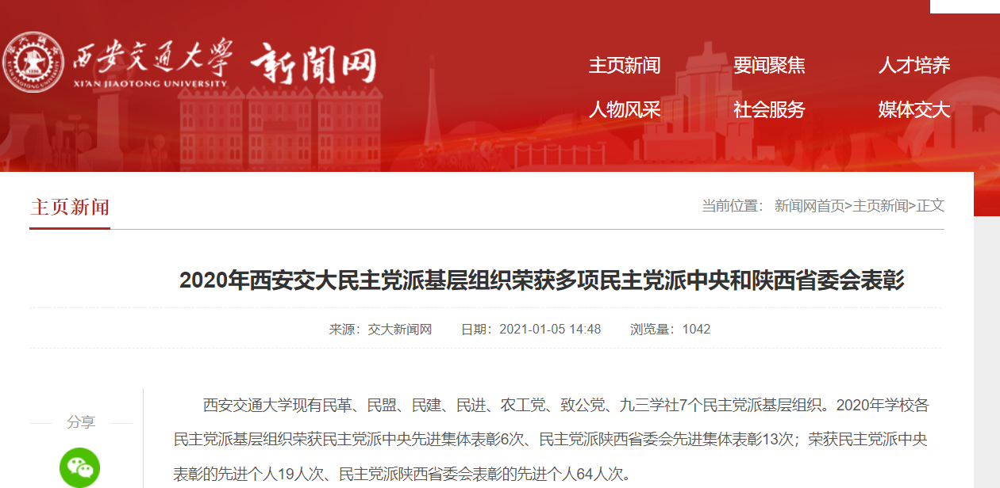 西安交通大学 新闻网
XI'AN JIAOTONG UNIVERSITY
主页新闻 要闻聚焦 人才培养
人物风采 社会服务 媒体交大
主页新闻
当前位置： 新闻网首页>主页新闻>正文
2020年西安交大民主党派基层组织荣获多项民主党派中央和陕西省委会表彰
来源：交大新闻网 日期：2021-01-05 14:48 浏览量：1042
西安交通大学现有民革、民盟、民建、民进、农工党、致公党、九三学社7个民主党派基层组织。2020年学校各
民主党派基层组织荣获民主党派中央先进集体表彰6次、民主党派陕西省委会先进集体表彰13次；荣获民主党派中央
表彰的先进个人19人次、民主党派陕西省委会表彰的先进个人64人次。
分享